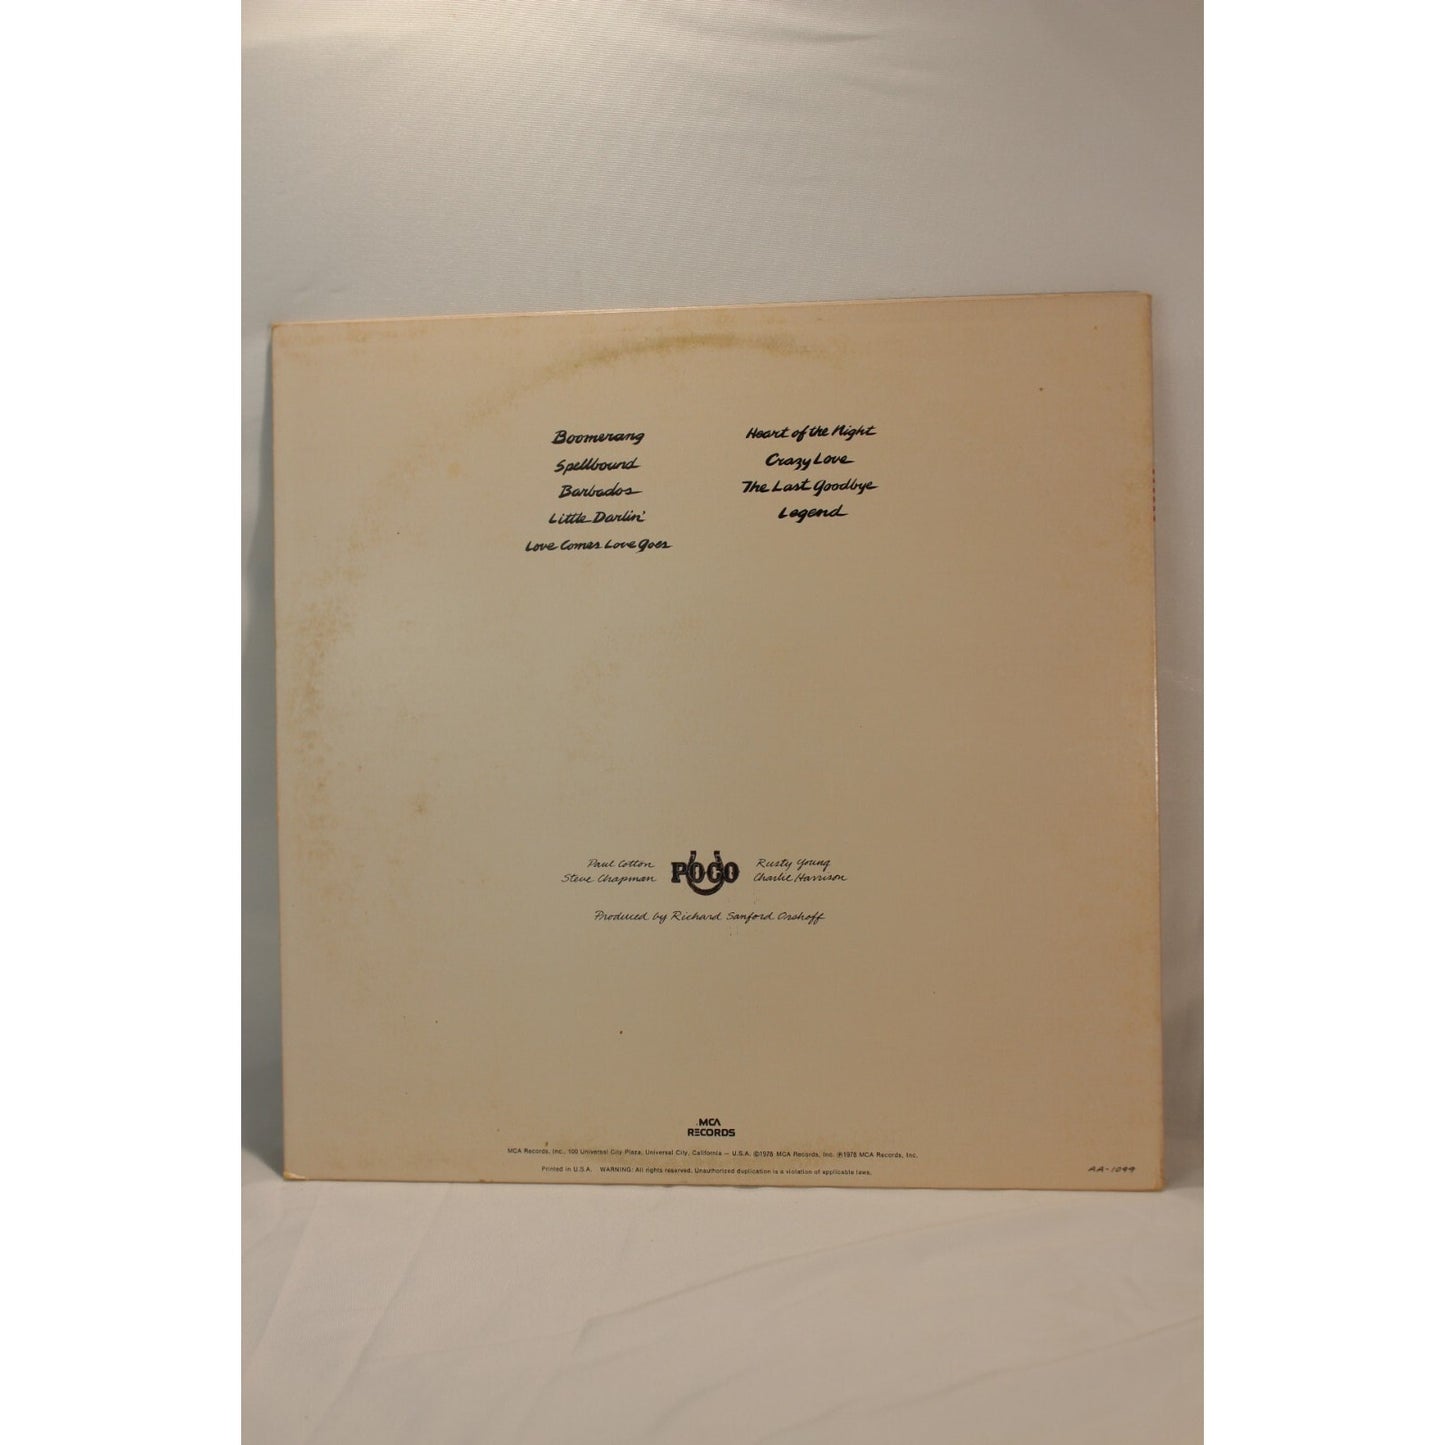 Boomerang
Spellbound
Barbados
Little Darlin'
Love Comes Love Goes
Heart of the Night
Crazy Love
The Last Goodbye
Legend
Paul Cotton
Steve Chapman
POCO
Rusty Young
Charlie Harrison
Produced by Richard Sanford Orshoff
MCA
RECORDS
MCA Records, Inc., 100 Universal City Plaza, Universal City, California — U.S.A. ©1978 MCA Records, Inc. ℗1978 MCA Records, Inc.
Printed in U.S.A. WARNING: All rights reserved. Unauthorized duplication is a violation of applicable laws.
AA-1099